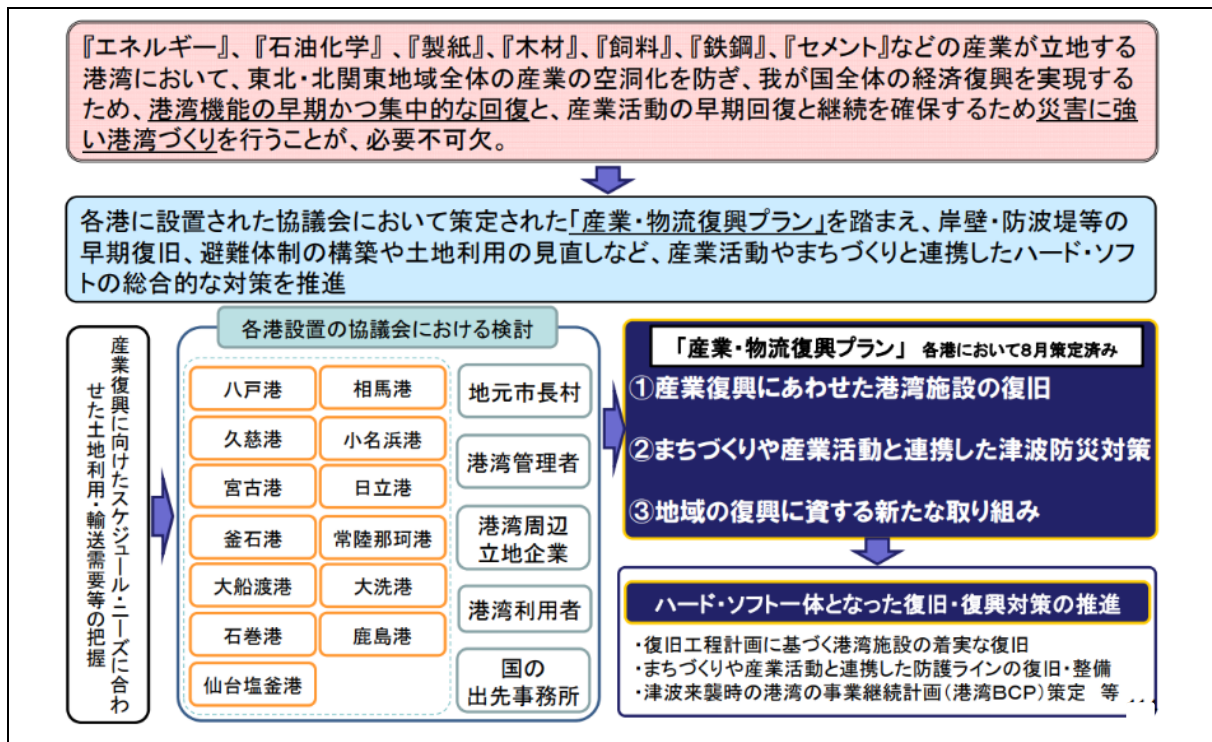 『エネルギー』、『石油化学』、『製紙』、『木材』、『飼料』、『鉄鋼』、『セメント』などの産業が立地する
港湾において、東北・北関東地域全体の産業の空洞化を防ぎ、我が国全体の経済復興を実現する
ため、港湾機能の早期かつ集中的な回復と、産業活動の早期回復と継続を確保するため災害に強
い港湾づくりを行うことが、必要不可欠。
各港に設置された協議会において策定された「産業・物流復興プラン」を踏まえ、岸壁・防波堤等の
早期復旧、避難体制の構築や土地利用の見直しなど、産業活動やまちづくりと連携したハード・ソフ
トの総合的な対策を推進
産業復興に向けたスケジュール・ニーズに合わ
せた土地利用・輸送需要等の把握
各港設置の協議会における検討
八戸港
相馬港
久慈港
小名浜港
宮古港
日立港
釜石港
常陸那珂港
大船渡港
大洗港
石巻港
鹿島港
仙台塩釜港
地元市長村
港湾管理者
港湾周辺
立地企業
港湾利用者
国の
出先事務所
「産業・物流復興プラン」 各港において8月策定済み
①産業復興にあわせた港湾施設の復旧
②まちづくりや産業活動と連携した津波防災対策
③地域の復興に資する新たな取り組み
ハード・ソフト一体となった復旧・復興対策の推進
・復旧工程計画に基づく港湾施設の着実な復旧
・まちづくりや産業活動と連携した防護ラインの復旧・整備
・津波来襲時の港湾の事業継続計画(港湾BCP)策定 等